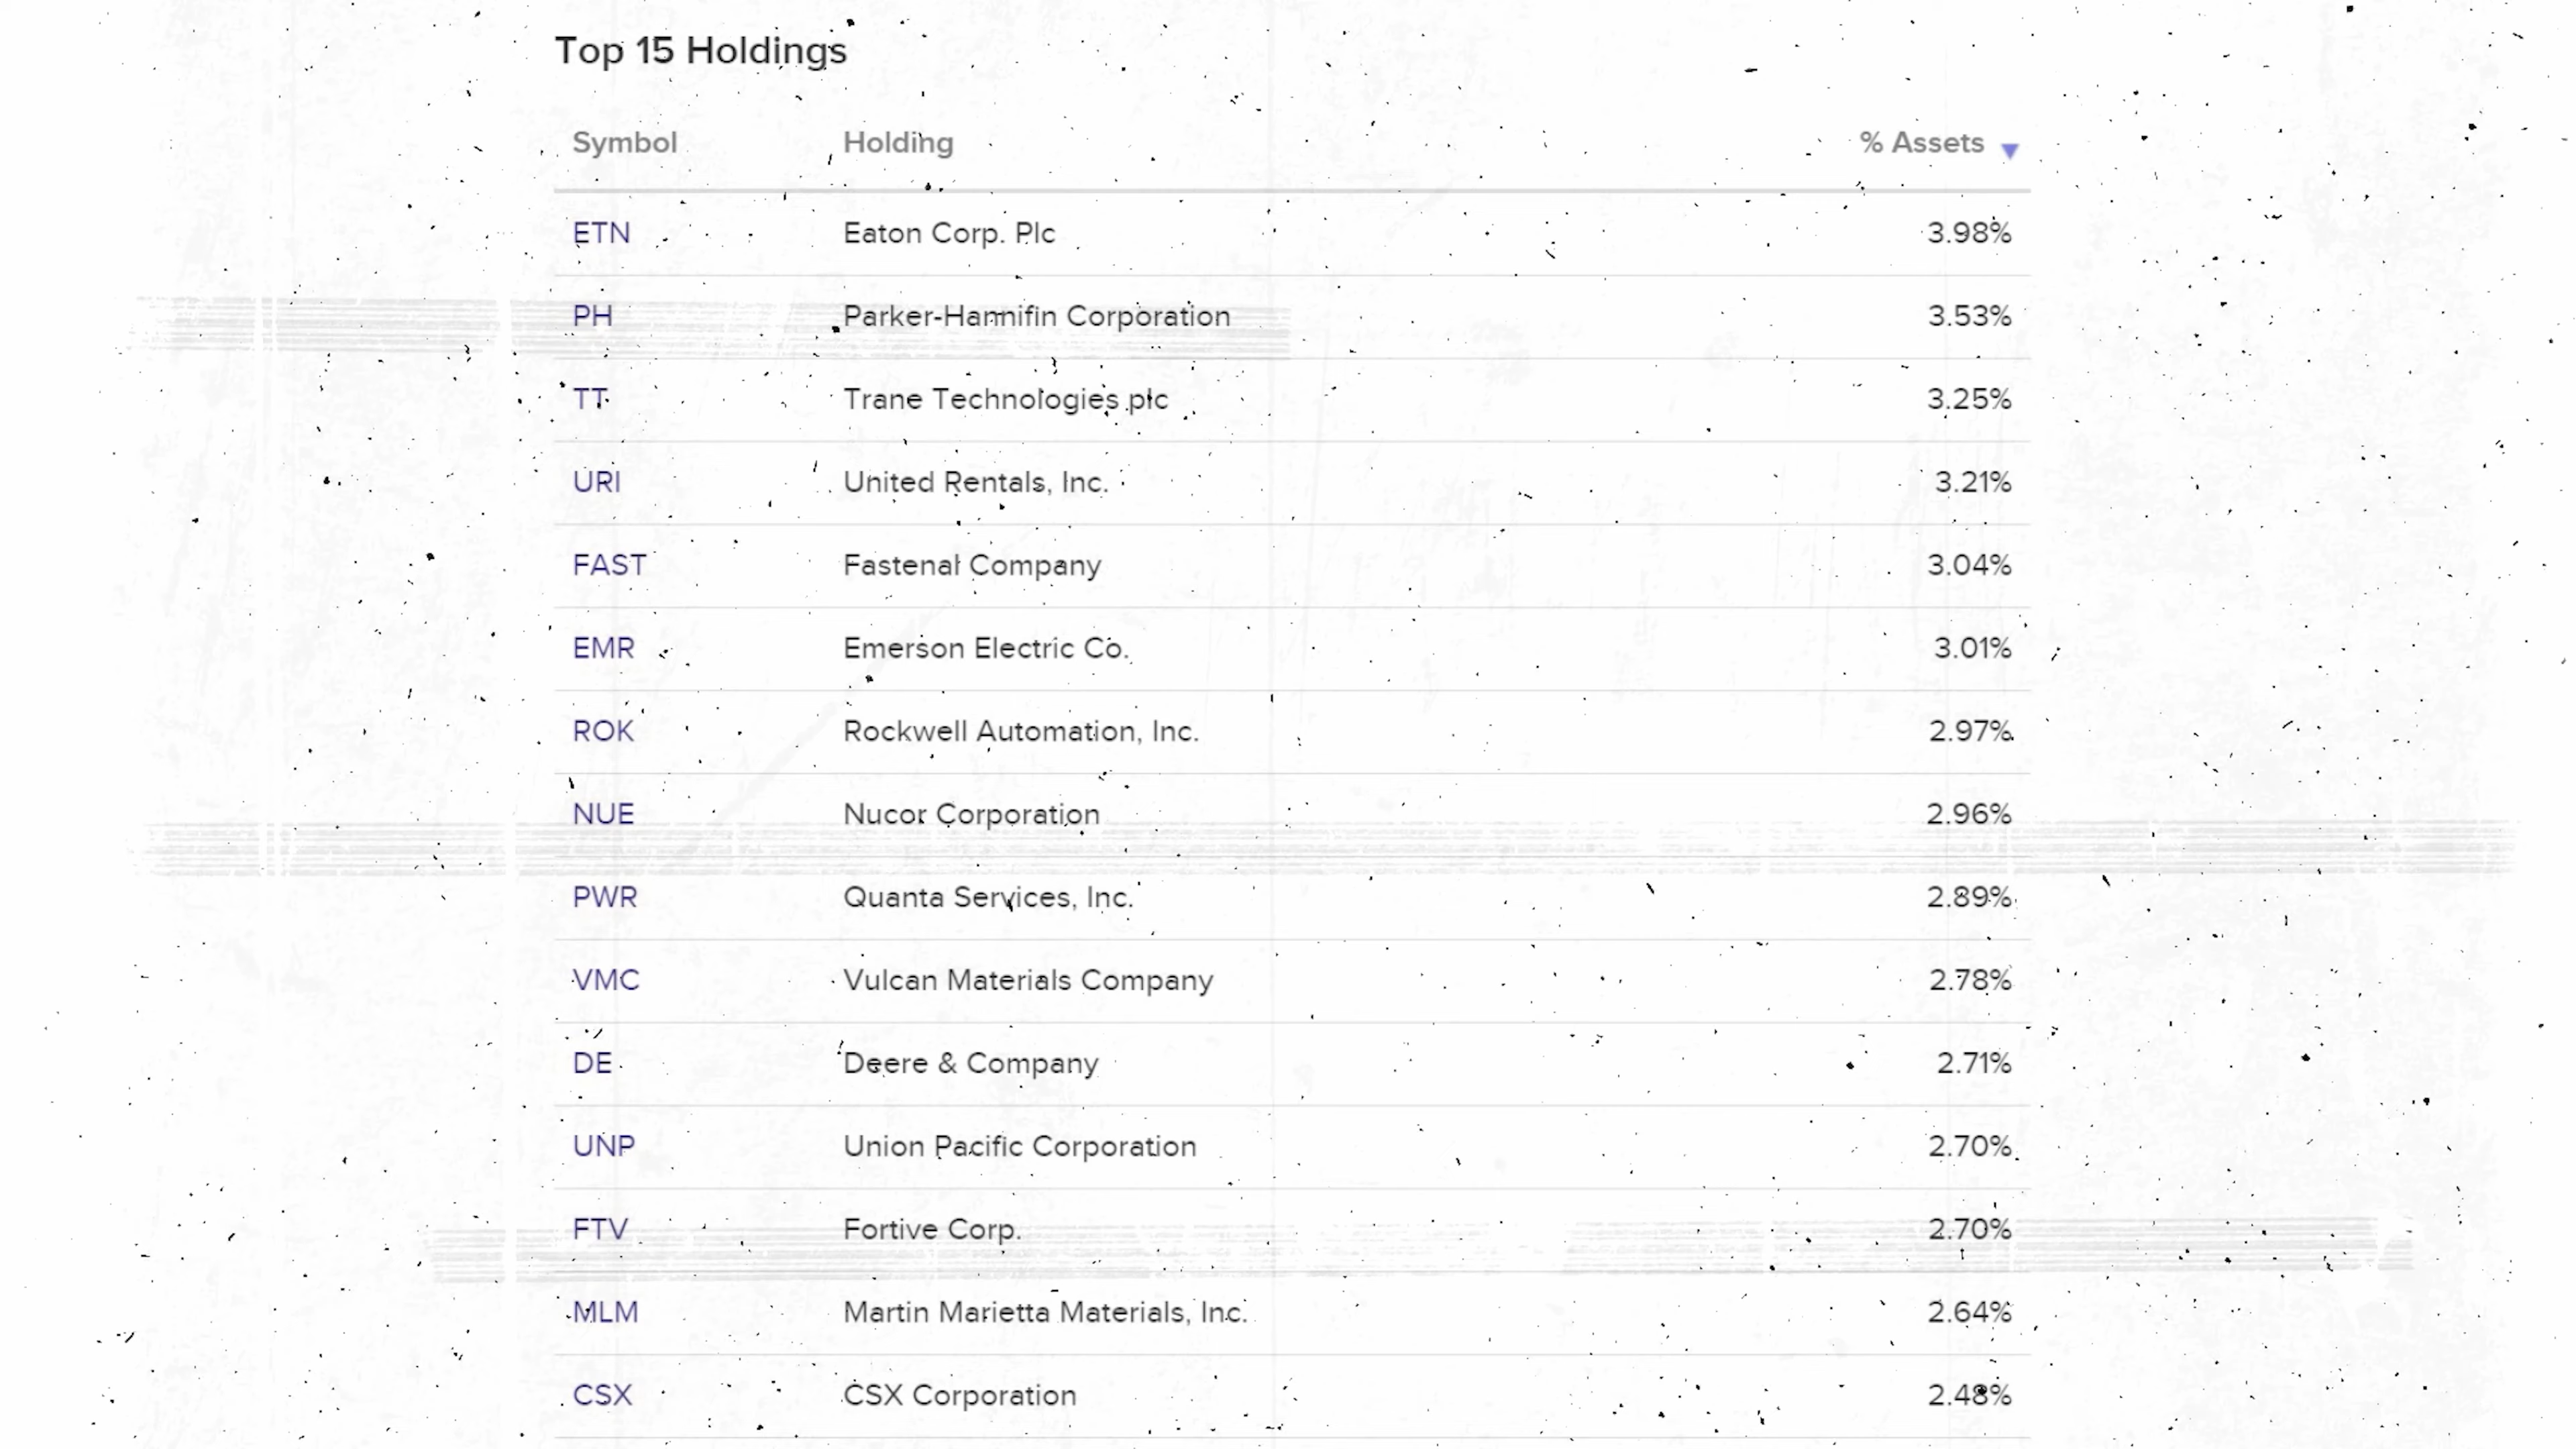 Top 15 Holdings
Symbol Holding % Assets
ETN Eaton Corp. Plc 3.98%
PH Parker-Hannifin Corporation 3.53%
TT Trane Technologies plc 3.25%
URI United Rentals, Inc. 3.21%
FAST Fastenal Company 3.04%
EMR Emerson Electric Co. 3.01%
ROK Rockwell Automation, Inc. 2.97%
NUE Nucor Corporation 2.96%
PWR Quanta Services, Inc. 2.89%
VMC Vulcan Materials Company 2.78%
DE Deere & Company 2.71%
UNP Union Pacific Corporation 2.70%
FTV Fortive Corp. 2.70%
MLM Martin Marietta Materials, Inc. 2.64%
CSX CSX Corporation 2.48%